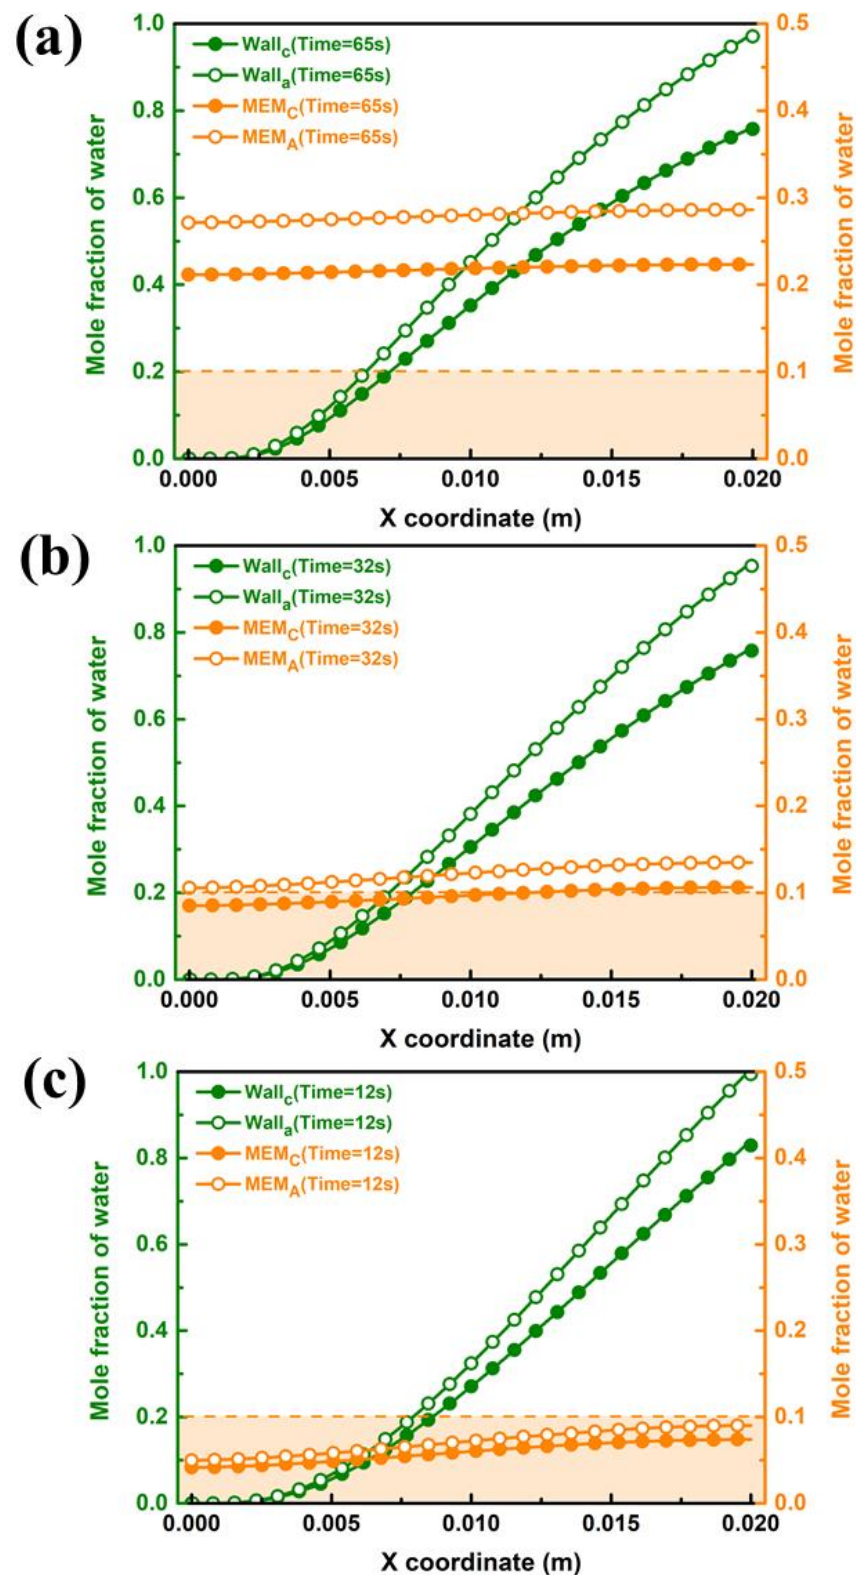 (a)
Wall_c(Time=65s)
Wall_a(Time=65s)
MEM_C(Time=65s)
MEM_A(Time=65s)
Mole fraction of water
1.0
0.8
0.6
0.4
0.2
0.0
0.5
0.4
0.3
0.2
0.1
0.0
Mole fraction of water
0.000 0.005 0.010 0.015 0.020
X coordinate (m)
(b)
Wall_c(Time=32s)
Wall_a(Time=32s)
MEM_C(Time=32s)
MEM_A(Time=32s)
Mole fraction of water
1.0
0.8
0.6
0.4
0.2
0.0
0.5
0.4
0.3
0.2
0.1
0.0
Mole fraction of water
0.000 0.005 0.010 0.015 0.020
X coordinate (m)
(c)
Wall_c(Time=12s)
Wall_a(Time=12s)
MEM_C(Time=12s)
MEM_A(Time=12s)
Mole fraction of water
1.0
0.8
0.6
0.4
0.2
0.0
0.5
0.4
0.3
0.2
0.1
0.0
Mole fraction of water
0.000 0.005 0.010 0.015 0.020
X coordinate (m)